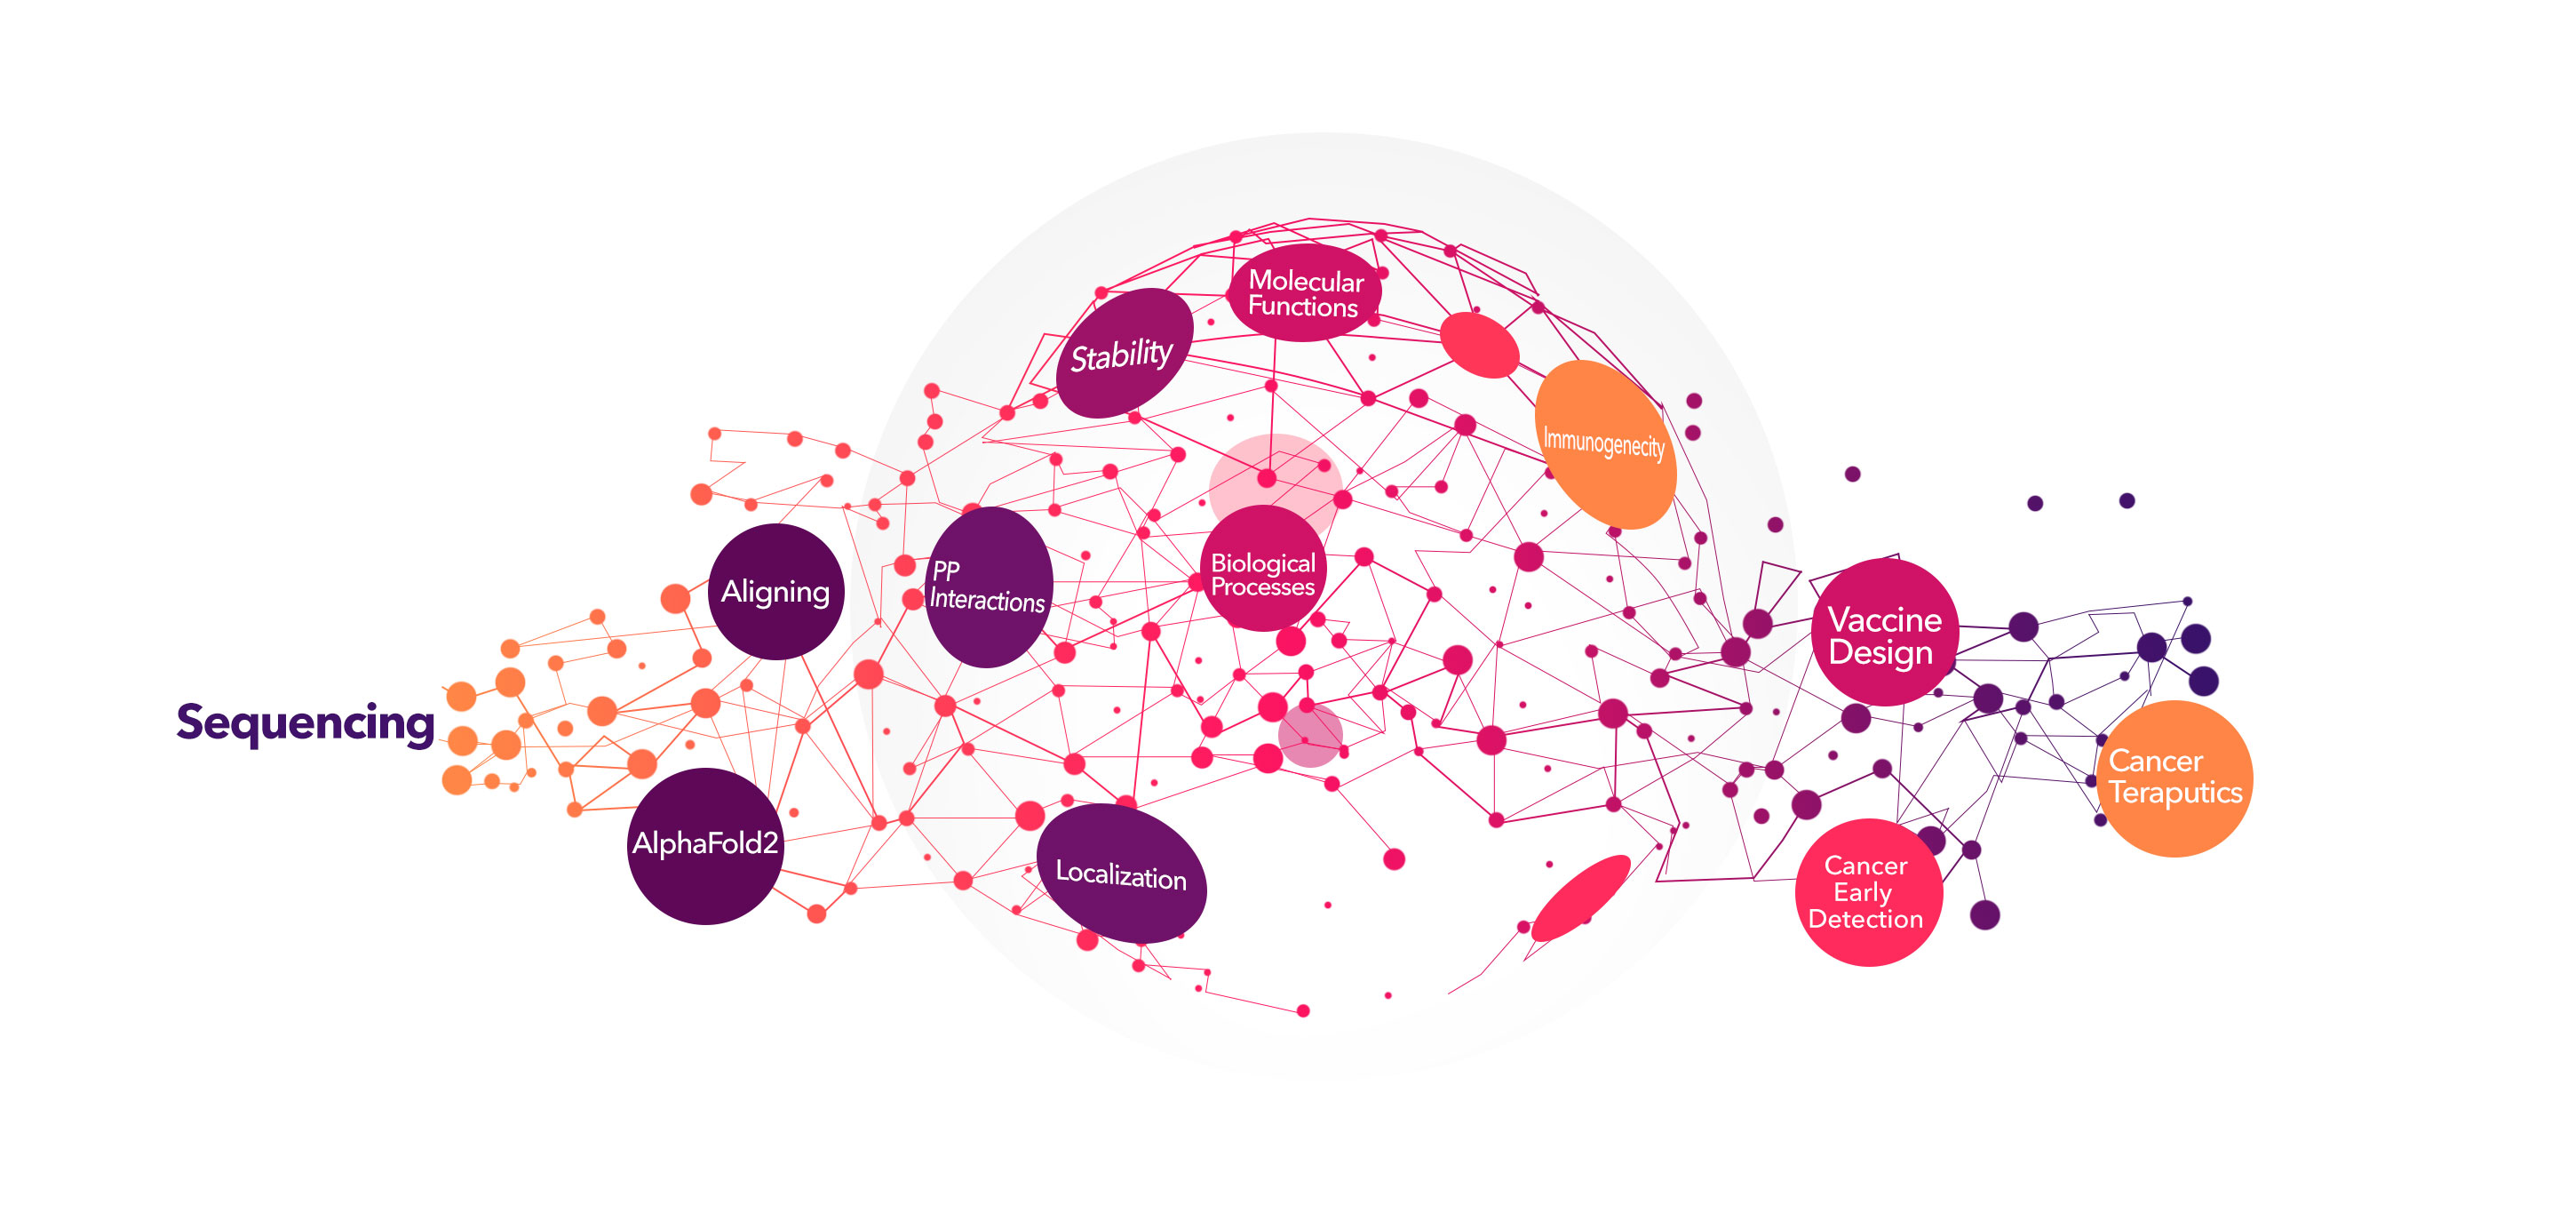 Sequencing
Aligning
AlphaFold2
PP
Interactions
Stability
Molecular
Functions
Immunogenecity
Biological
Processes
Localization
Vaccine
Design
Cancer
Early
Detection
Cancer
Teraputics